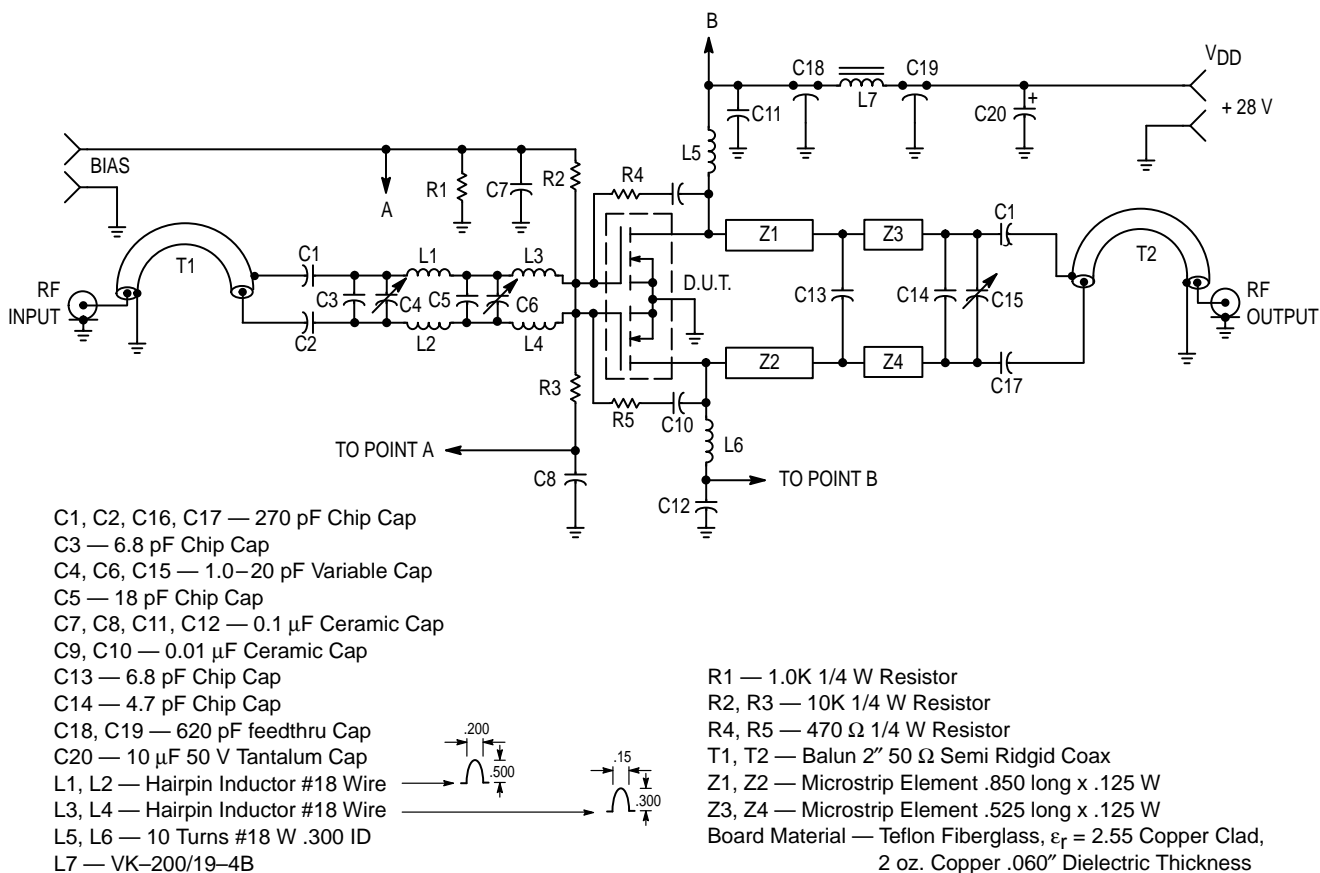 B
C18
C19
VDD
L7
C11
C20
+
+ 28 V
BIAS
L5
R4
R1
C7
R2
A
C1
Z1
Z3
T1
C1
L1
L3
D.U.T.
T2
RF
INPUT
C3
C4
C5
C6
C13
C14
C15
RF
OUTPUT
C2
L2
L4
Z2
Z4
C17
R3
R5
C10
L6
TO POINT A
C8
TO POINT B
C12
C1, C2, C16, C17 — 270 pF Chip Cap
C3 — 6.8 pF Chip Cap
C4, C6, C15 — 1.0–20 pF Variable Cap
C5 — 18 pF Chip Cap
C7, C8, C11, C12 — 0.1 μF Ceramic Cap
C9, C10 — 0.01 μF Ceramic Cap
C13 — 6.8 pF Chip Cap
C14 — 4.7 pF Chip Cap
C18, C19 — 620 pF feedthru Cap
C20 — 10 μF 50 V Tantalum Cap
L1, L2 — Hairpin Inductor #18 Wire
L3, L4 — Hairpin Inductor #18 Wire
L5, L6 — 10 Turns #18 W .300 ID
L7 — VK–200/19–4B
.200
.500
.15
.300
R1 — 1.0K 1/4 W Resistor
R2, R3 — 10K 1/4 W Resistor
R4, R5 — 470 Ω 1/4 W Resistor
T1, T2 — Balun 2″ 50 Ω Semi Ridgid Coax
Z1, Z2 — Microstrip Element .850 long x .125 W
Z3, Z4 — Microstrip Element .525 long x .125 W
Board Material — Teflon Fiberglass, εr = 2.55 Copper Clad,
2 oz. Copper .060″ Dielectric Thickness